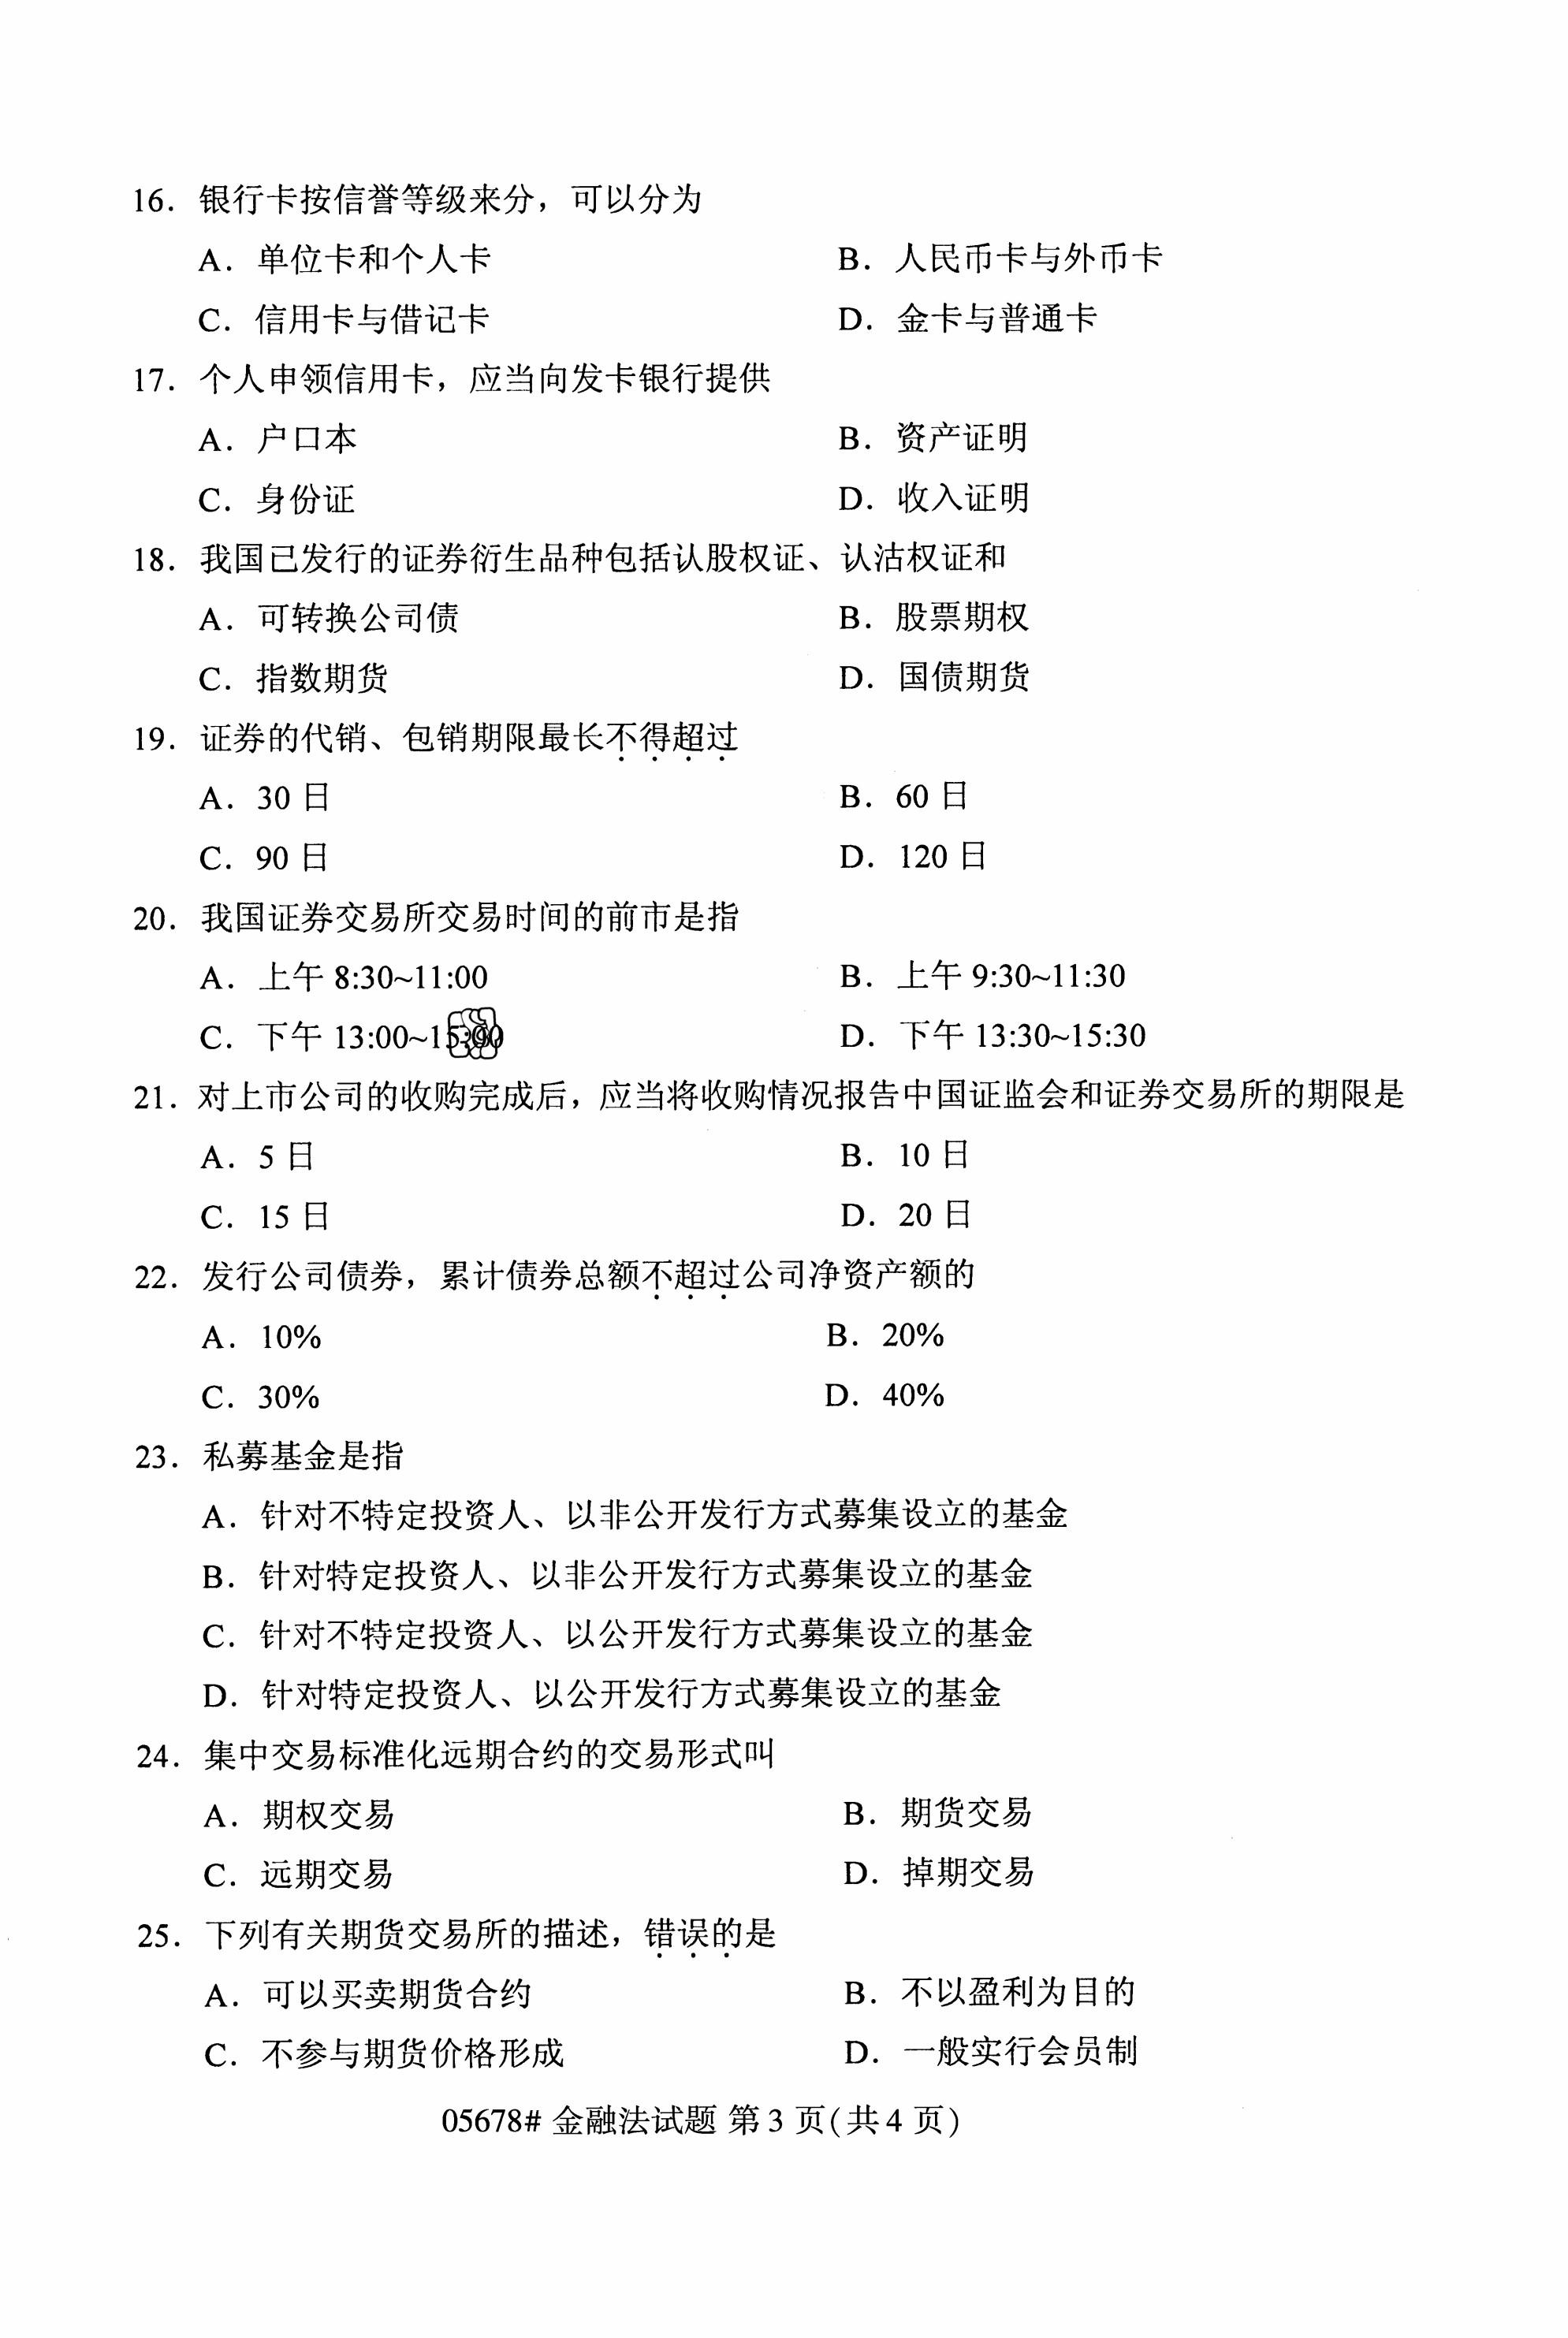 16. 银行卡按信誉等级来分，可以分为
A. 单位卡和个人卡 B. 人民币卡与外币卡
C. 信用卡与借记卡 D. 金卡与普通卡
17. 个人申领信用卡，应当向发卡银行提供
A. 户口本 B. 资产证明
C. 身份证 D. 收入证明
18. 我国已发行的证券衍生品种包括认股权证、认沽权证和
A. 可转换公司债 B. 股票期权
C. 指数期货 D. 国债期货
19. 证券的代销、包销期限最长不得超过
A. 30 日 B. 60 日
C. 90 日 D. 120 日
20. 我国证券交易所交易时间的前市是指
A. 上午 8:30~11:00 B. 上午 9:30~11:30
C. 下午 13:00~15:00 D. 下午 13:30~15:30
21. 对上市公司的收购完成后，应当将收购情况报告中国证监会和证券交易所的期限是
A. 5 日 B. 10 日
C. 15 日 D. 20 日
22. 发行公司债券，累计债券总额不超过公司净资产额的
A. 10% B. 20%
C. 30% D. 40%
23. 私募基金是指
A. 针对不特定投资人、以非公开发行方式募集设立的基金
B. 针对特定投资人、以非公开发行方式募集设立的基金
C. 针对不特定投资人、以公开发行方式募集设立的基金
D. 针对特定投资人、以公开发行方式募集设立的基金
24. 集中交易标准化远期合约的交易形式叫
A. 期权交易 B. 期货交易
C. 远期交易 D. 掉期交易
25. 下列有关期货交易所的描述，错误的是
A. 可以买卖期货合约 B. 不以盈利为目的
C. 不参与期货价格形成 D. 一般实行会员制
05678# 金融法试题 第 3 页(共 4 页)